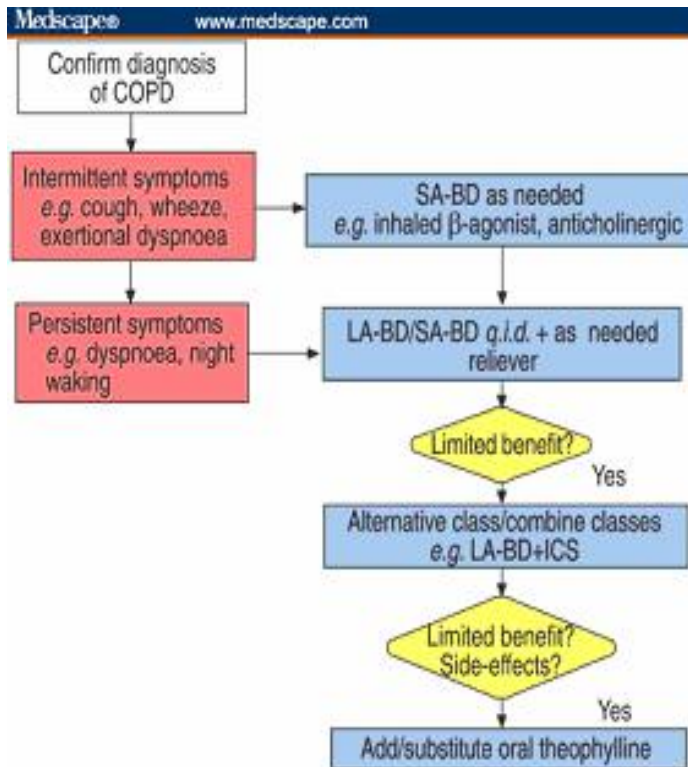 Medscape® www.medscape.com
Confirm diagnosis
of COPD
Intermittent symptoms
e.g. cough, wheeze,
exertional dyspnoea
SA-BD as needed
e.g. inhaled β-agonist, anticholinergic
Persistent symptoms
e.g. dyspnoea, night
waking
LA-BD/SA-BD q.i.d. + as needed
reliever
Limited benefit?
Yes
Alternative class/combine classes
e.g. LA-BD+ICS
Limited benefit?
Side-effects?
Yes
Add/substitute oral theophylline